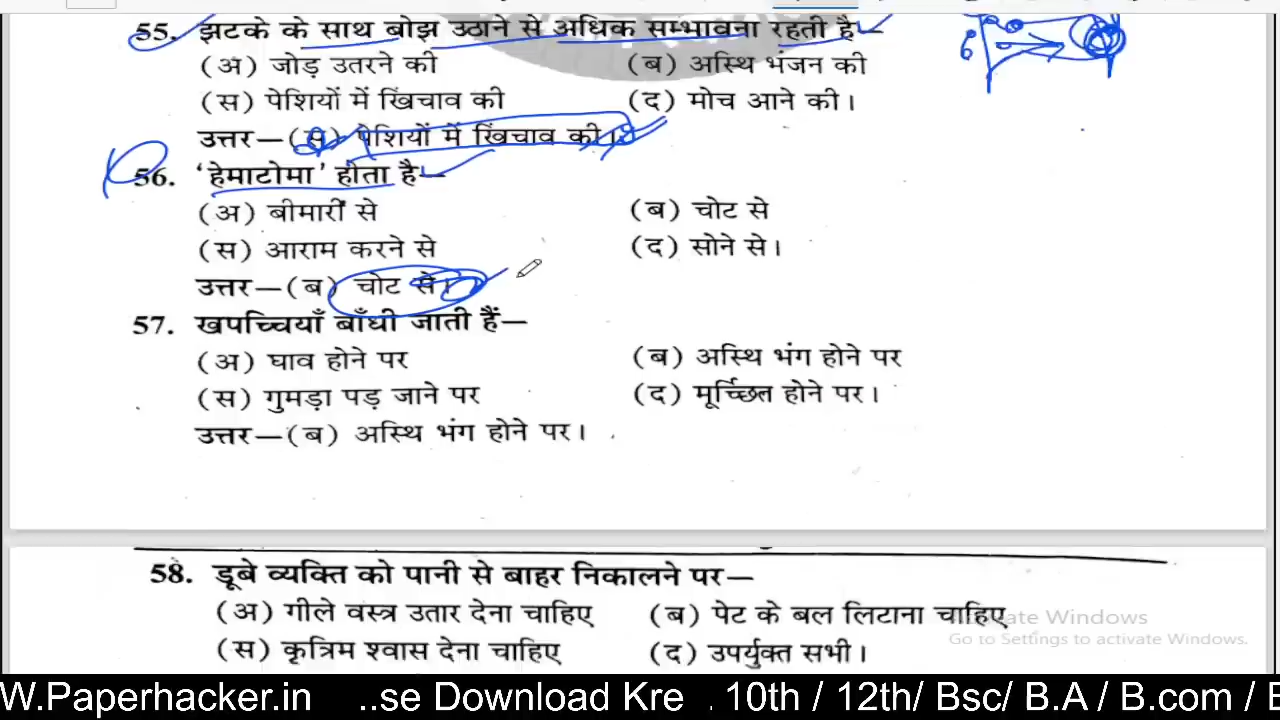 55. झटके के साथ बोझ उठाने से अधिक सम्भावना रहती है—
(अ) जोड़ उतरने की (ब) अस्थि भंजन की
(स) पेशियों में खिंचाव की (द) मोच आने की।
उत्तर—(स) पेशियों में खिंचाव की।
56. 'हेमाटोमा' होता है—
(अ) बीमारी से (ब) चोट से
(स) आराम करने से (द) सोने से।
उत्तर—(ब) चोट से।
57. खपच्चियाँ बाँधी जाती हैं—
(अ) घाव होने पर (ब) अस्थि भंग होने पर
(स) गुमड़ा पड़ जाने पर (द) मूर्च्छित होने पर।
उत्तर—(ब) अस्थि भंग होने पर।
58. डूबे व्यक्ति को पानी से बाहर निकालने पर—
(अ) गीले वस्त्र उतार देना चाहिए (ब) पेट के बल लिटाना चाहिए
(स) कृत्रिम श्वास देना चाहिए (द) उपर्युक्त सभी।
Activate Windows
Go to Settings to activate Windows.
W.Paperhacker.in ..se Download Kre . 10th / 12th/ Bsc/ B.A / B.com /